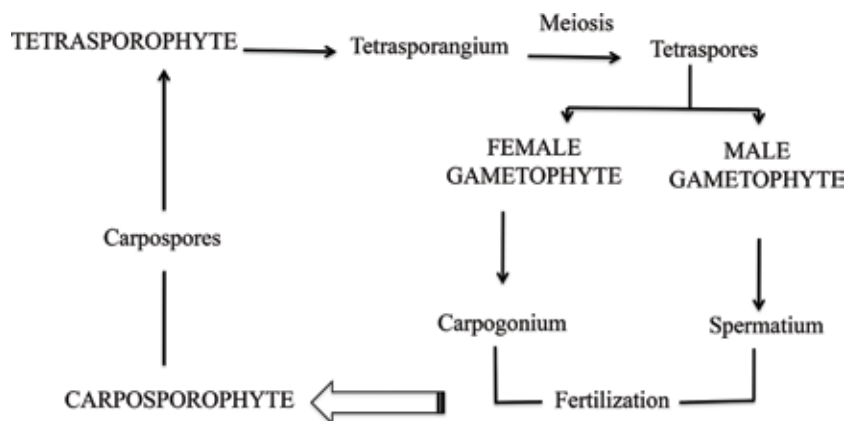 Meiosis
TETRASPOROPHYTE
Tetrasporangium
Tetraspores
FEMALE
GAMETOPHYTE
MALE
GAMETOPHYTE
Carpospores
Carpogonium
Spermatium
CARPOSPOROPHYTE
Fertilization